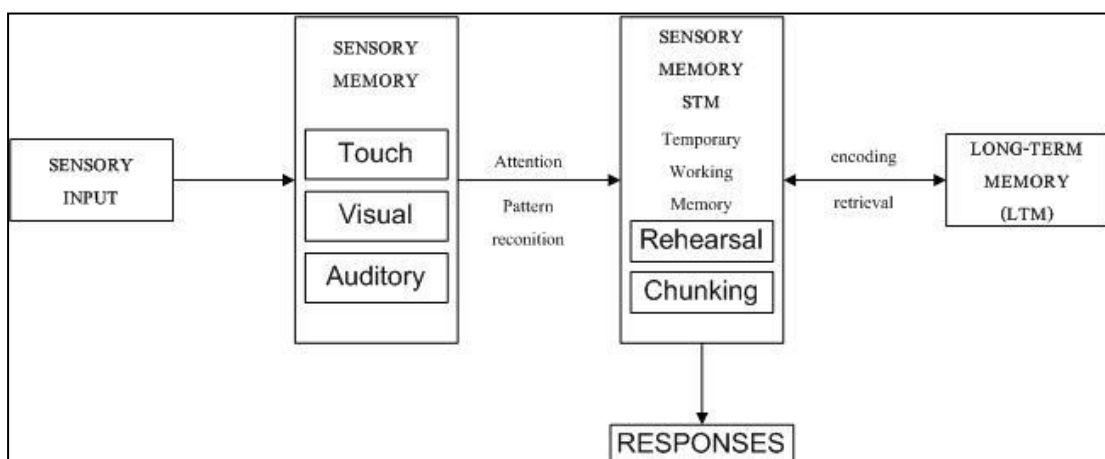 SENSORY
INPUT
SENSORY
MEMORY
Touch
Visual
Auditory
Attention
Pattern
reconition
SENSORY
MEMORY
STM
Temporary
Working
Memory
Rehearsal
Chunking
encoding
retrieval
LONG-TERM
MEMORY
(LTM)
RESPONSES